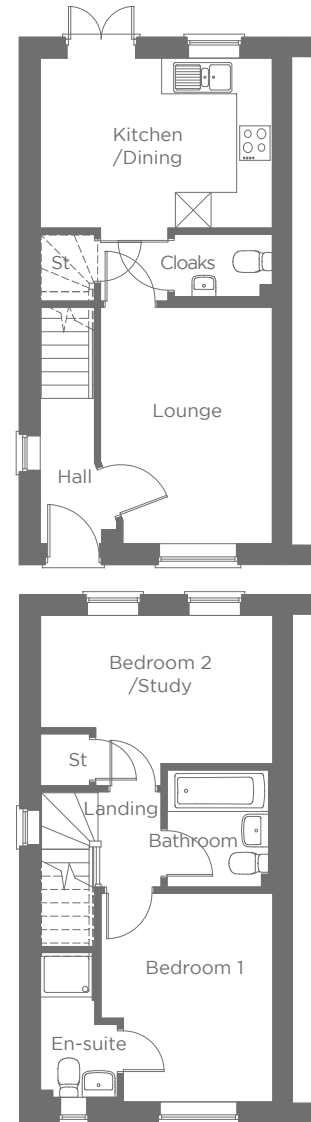 Kitchen
/Dining
St
Cloaks
Lounge
Hall
Bedroom 2
/Study
St
Landing
Bathroom
Bedroom 1
En-suite